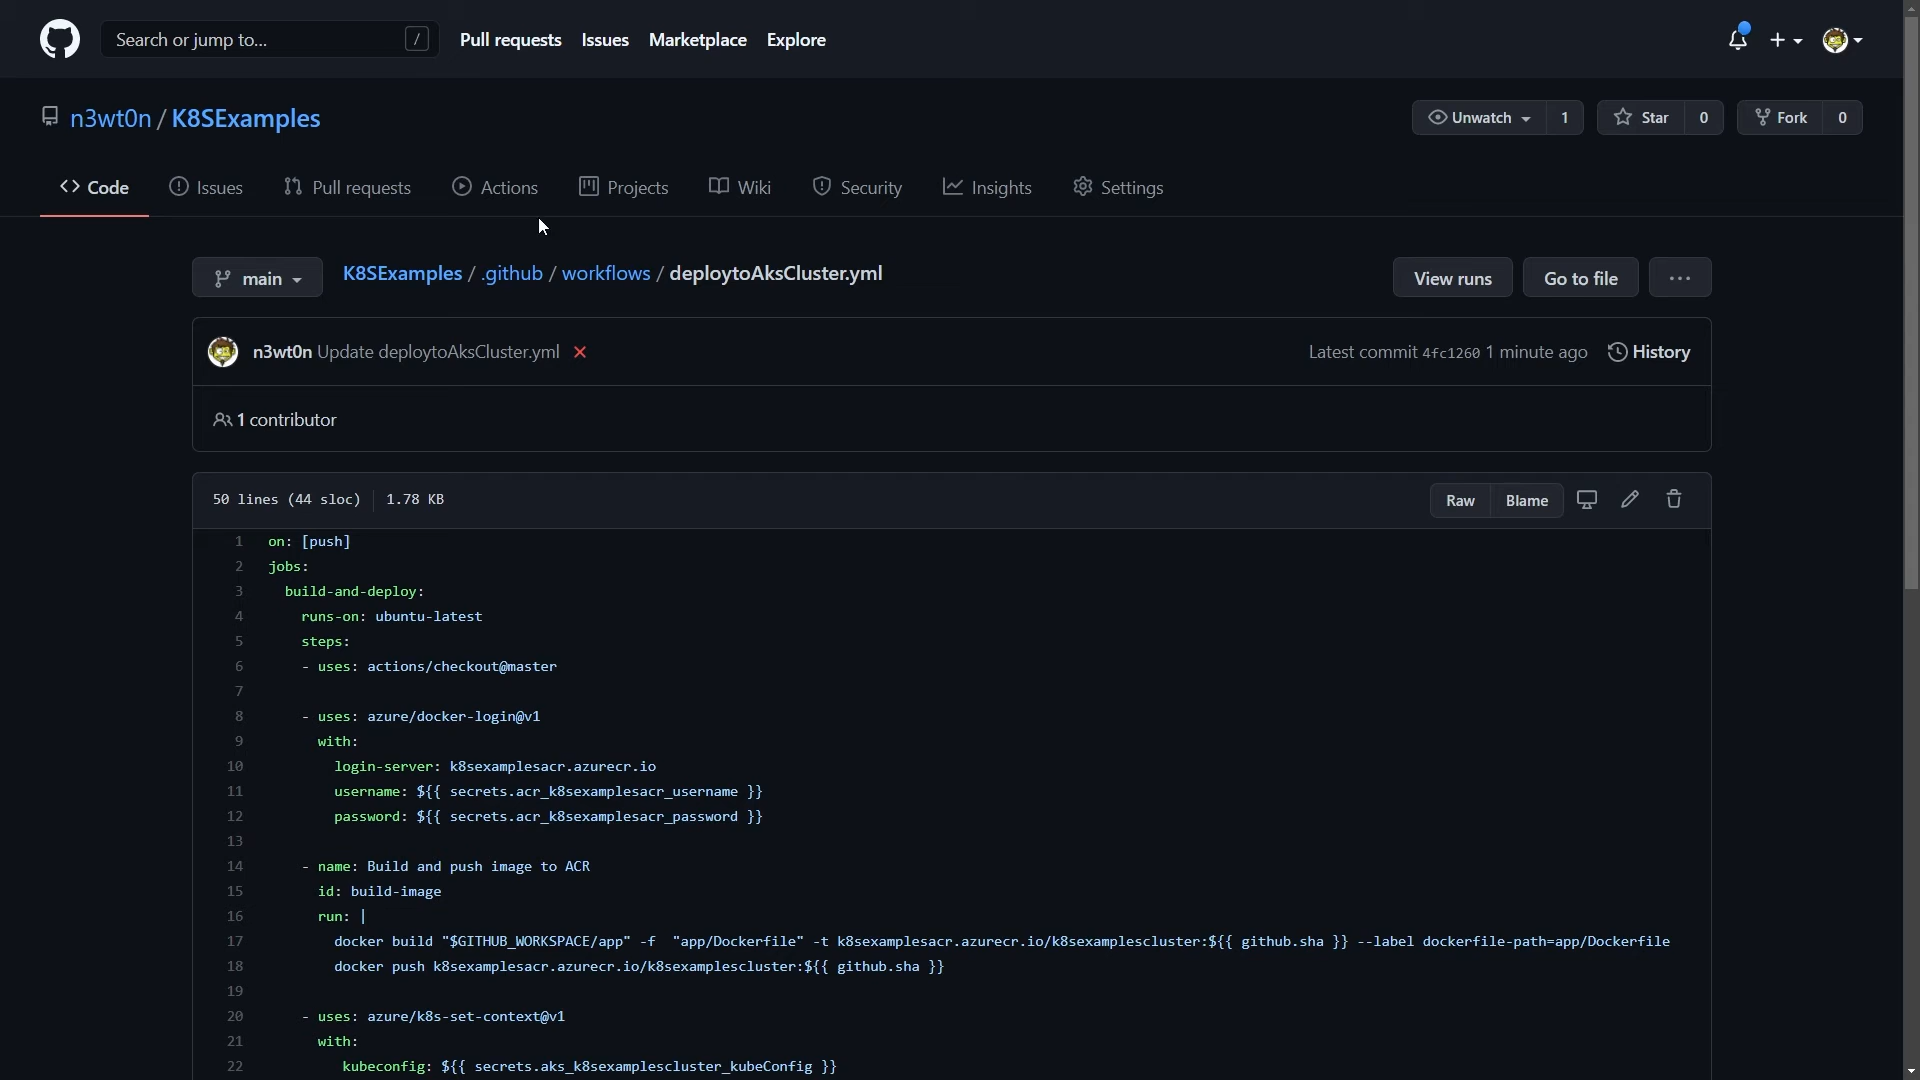 Search or jump to... /
Pull requests Issues Marketplace Explore
n3wt0n / K8SExamples
Unwatch 1 Star 0 Fork 0
Code Issues Pull requests Actions Projects Wiki Security Insights Settings
main K8SExamples / .github / workflows / deploytoAksCluster.yml View runs Go to file ...
n3wt0n Update deploytoAksCluster.yml Latest commit 4fc1260 1 minute ago History
1 contributor
50 lines (44 sloc) 1.78 KB Raw Blame
1 on: [push]
2 jobs:
3 build-and-deploy:
4 runs-on: ubuntu-latest
5 steps:
6 - uses: actions/checkout@master
7
8 - uses: azure/docker-login@v1
9 with:
10 login-server: k8sexamplesacr.azurecr.io
11 username: ${{ secrets.acr_k8sexamplesacr_username }}
12 password: ${{ secrets.acr_k8sexamplesacr_password }}
13
14 - name: Build and push image to ACR
15 id: build-image
16 run: |
17 docker build "$GITHUB_WORKSPACE/app" -f  "app/Dockerfile" -t k8sexamplesacr.azurecr.io/k8sexamplescluster:${{ github.sha }} --label dockerfile-path=app/Dockerfile
18 docker push k8sexamplesacr.azurecr.io/k8sexamplescluster:${{ github.sha }}
19
20 - uses: azure/k8s-set-context@v1
21 with:
22 kubeconfig: ${{ secrets.aks_k8sexamplescluster_kubeConfig }}